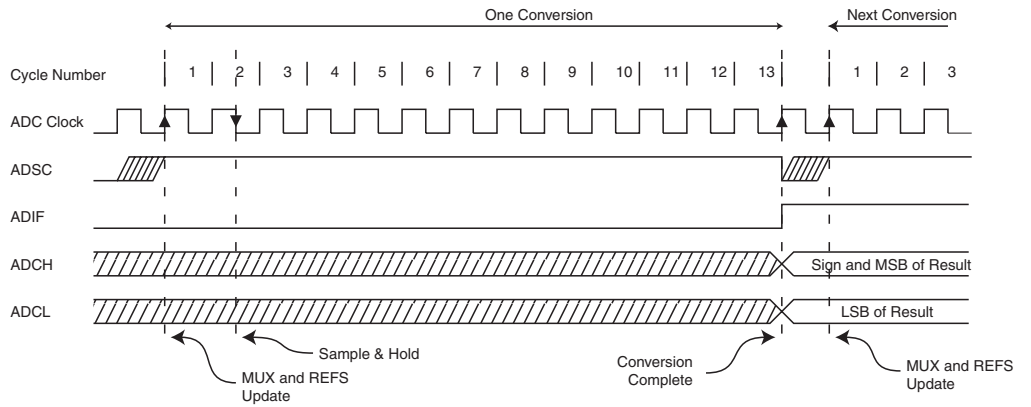 One Conversion
Next Conversion
Cycle Number
1 2 3 4 5 6 7 8 9 10 11 12 13 1 2 3
ADC Clock
ADSC
ADIF
ADCH
Sign and MSB of Result
ADCL
LSB of Result
Sample & Hold
MUX and REFS
Update
Conversion
Complete
MUX and REFS
Update